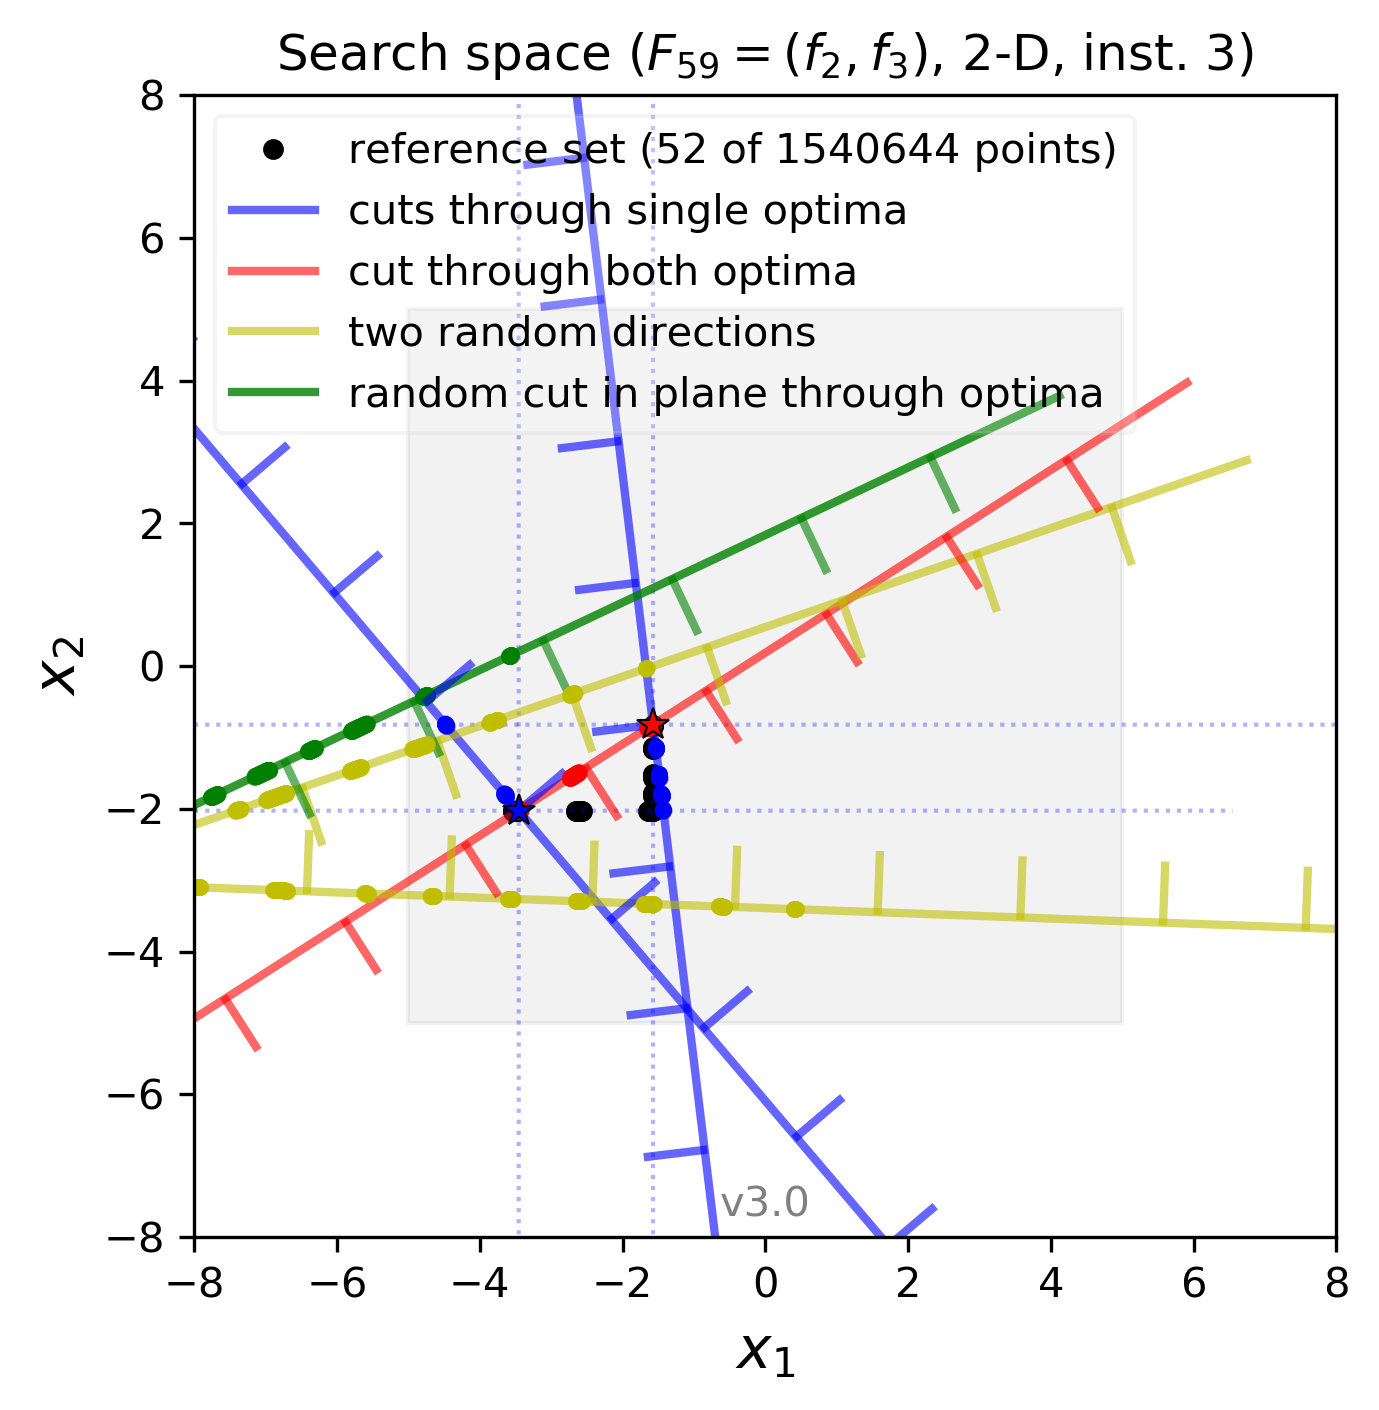 Search space (F59 = (f2, f3), 2-D, inst. 3)
reference set (52 of 1540644 points)
cuts through single optima
cut through both optima
two random directions
random cut in plane through optima
8
6
4
2
0
−2
−4
−6
−8
x2
v3.0
−8 −6 −4 −2 0 2 4 6 8
x1